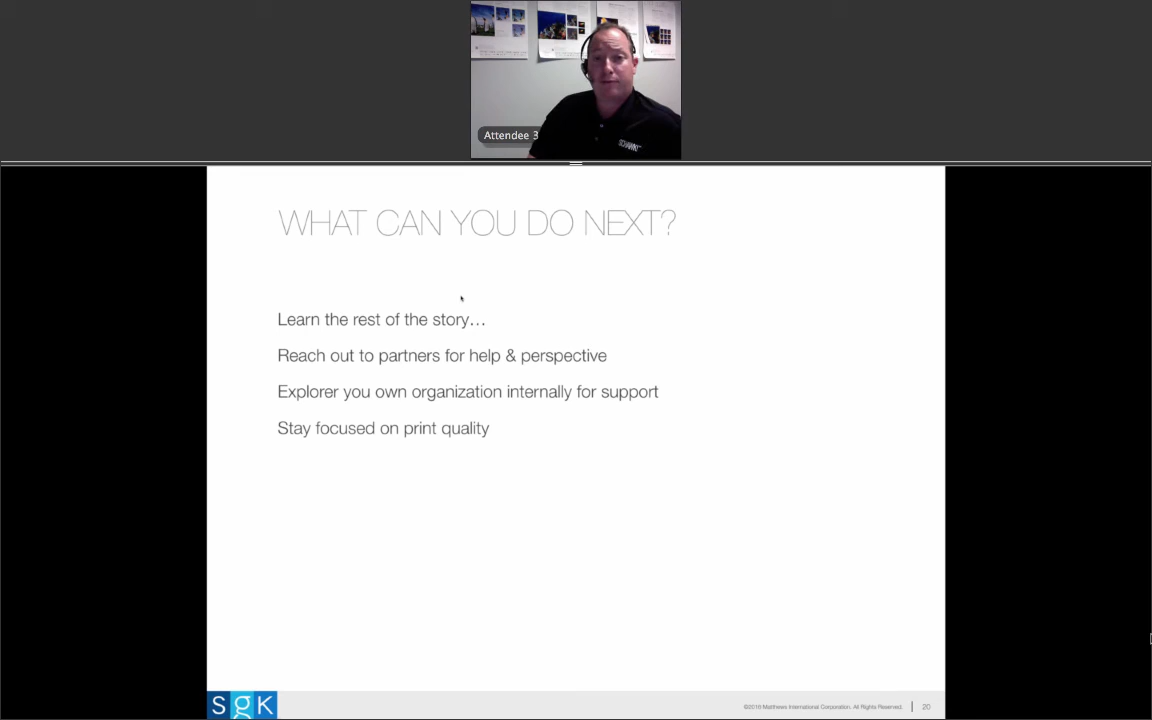 Attendee 3
SCHAWK!
WHAT CAN YOU DO NEXT?
Learn the rest of the story…
Reach out to partners for help & perspective
Explorer you own organization internally for support
Stay focused on print quality
sgK
©2016 Matthews International Corporation. All Rights Reserved. | 20